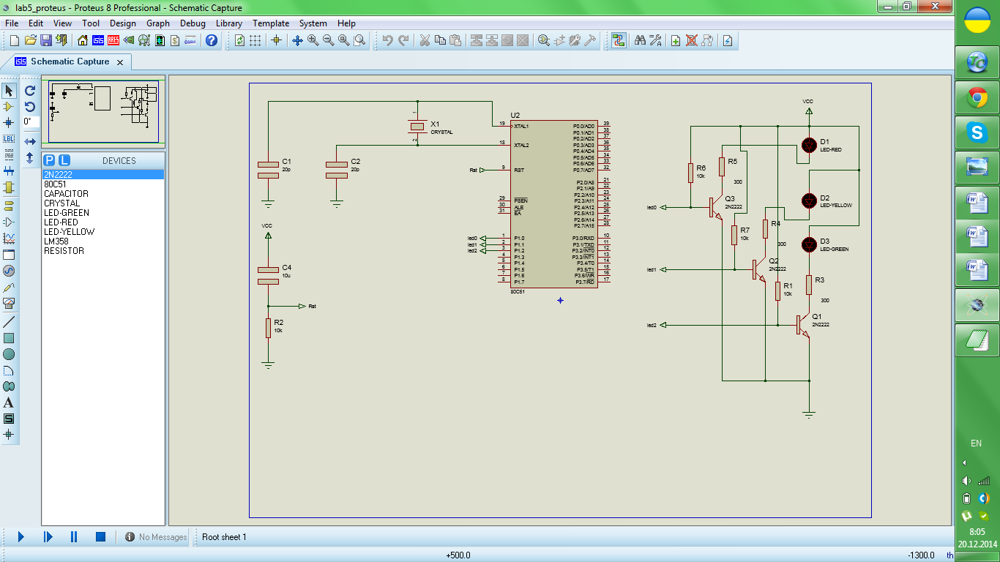 lab5_proteus - Proteus 8 Professional - Schematic Capture
File Edit View Tool Design Graph Debug Library Template System Help
Schematic Capture
0°
LBL
P L DEVICES
2N2222
80C51
CAPACITOR
CRYSTAL
LED-GREEN
LED-RED
LED-YELLOW
LM358
RESISTOR
X1
CRYSTAL
1
2
C1
20p
C2
20p
VCC
C4
10u
Rst
R2
10k
U2
19 XTAL1
18 XTAL2
Rst 9 RST
29 PSEN
30 ALE
31 EA
led0 1 P1.0
led1 2 P1.1
led2 3 P1.2
4 P1.3
5 P1.4
6 P1.5
7 P1.6
8 P1.7
P0.0/AD0 39
P0.1/AD1 38
P0.2/AD2 37
P0.3/AD3 36
P0.4/AD4 35
P0.5/AD5 34
P0.6/AD6 33
P0.7/AD7 32
P2.0/A8 21
P2.1/A9 22
P2.2/A10 23
P2.3/A11 24
P2.4/A12 25
P2.5/A13 26
P2.6/A14 27
P2.7/A15 28
P3.0/RXD 10
P3.1/TXD 11
P3.2/INT0 12
P3.3/INT1 13
P3.4/T0 14
P3.5/T1 15
P3.6/WR 16
P3.7/RD 17
80C51
VCC
D1
LED-RED
R6
10k
R5
300
led0
Q3
2N2222
D2
LED-YELLOW
R7
10k
R4
300
led1
Q2
2N2222
D3
LED-GREEN
R1
10k
R3
300
led2
Q1
2N2222
No Messages
Root sheet 1
+500.0
-1300.0
th
EN
8:05
20.12.2014